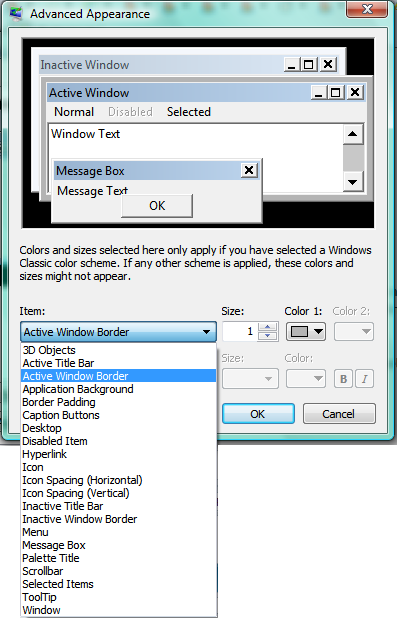 Advanced Appearance
Inactive Window
Active Window
Normal Disabled Selected
Window Text
Message Box
Message Text
OK
Colors and sizes selected here only apply if you have selected a Windows
Classic color scheme. If any other scheme is applied, these colors and
sizes might not appear.
Item: Size: Color 1: Color 2:
Active Window Border 1
Size: Color:
B I
OK Cancel
3D Objects
Active Title Bar
Active Window Border
Application Background
Border Padding
Caption Buttons
Desktop
Disabled Item
Hyperlink
Icon
Icon Spacing (Horizontal)
Icon Spacing (Vertical)
Inactive Title Bar
Inactive Window Border
Menu
Message Box
Palette Title
Scrollbar
Selected Items
ToolTip
Window